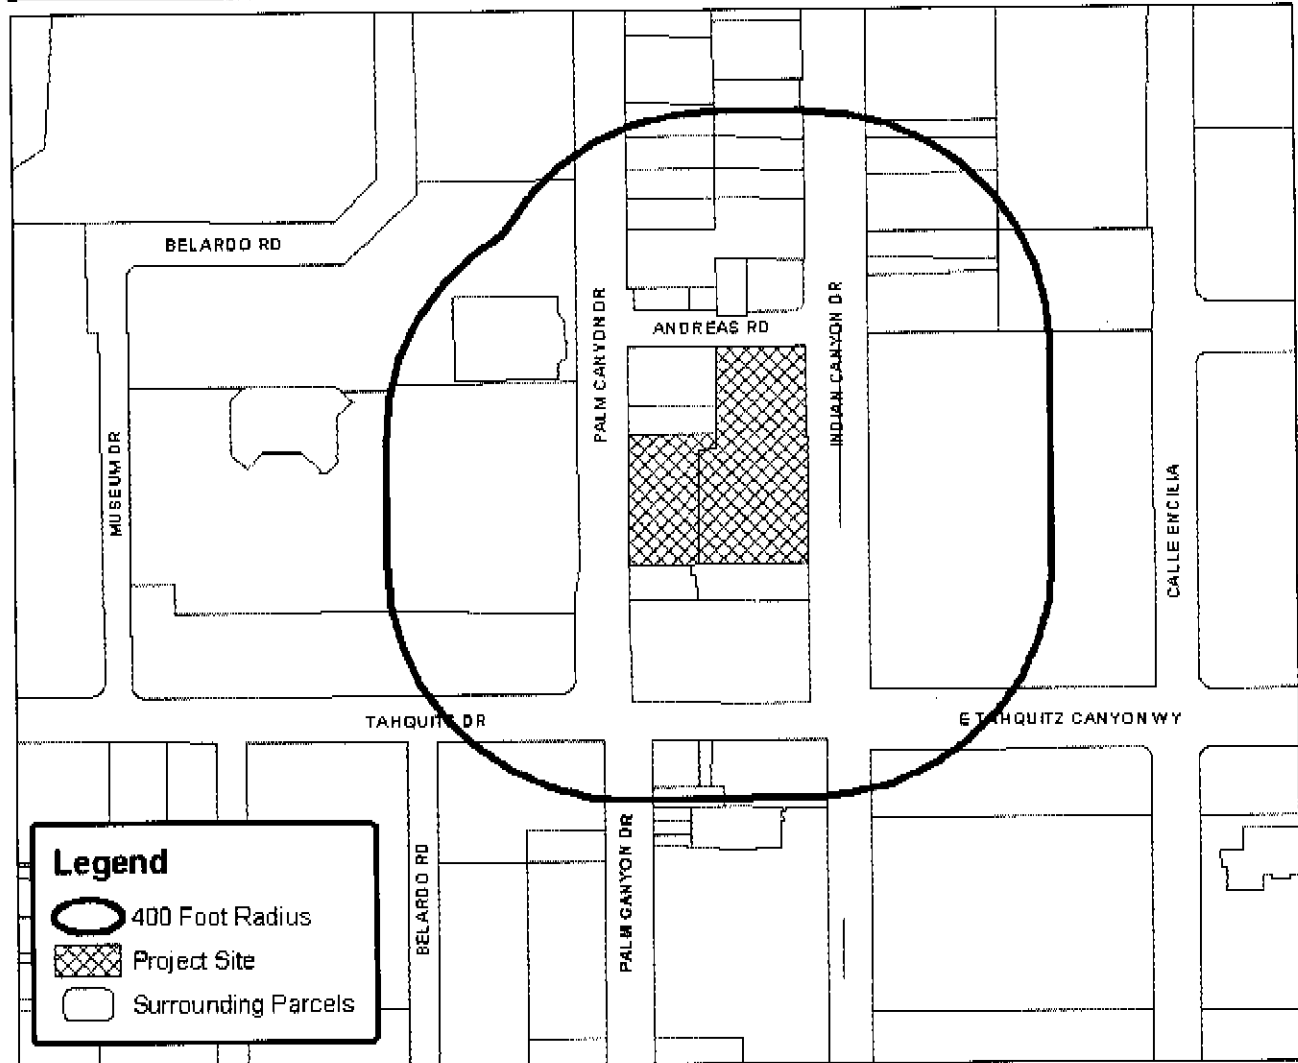 BELARDO RD
PALM CANYON DR
ANDREAS RD
INDIAN CANYON DR
MUSEUM DR
CALLE ENCILIA
TAHQUITZ DR
E TAHQUITZ CANYON WY
BELARDO RD
PALM CANYON DR
Legend
400 Foot Radius
Project Site
Surrounding Parcels